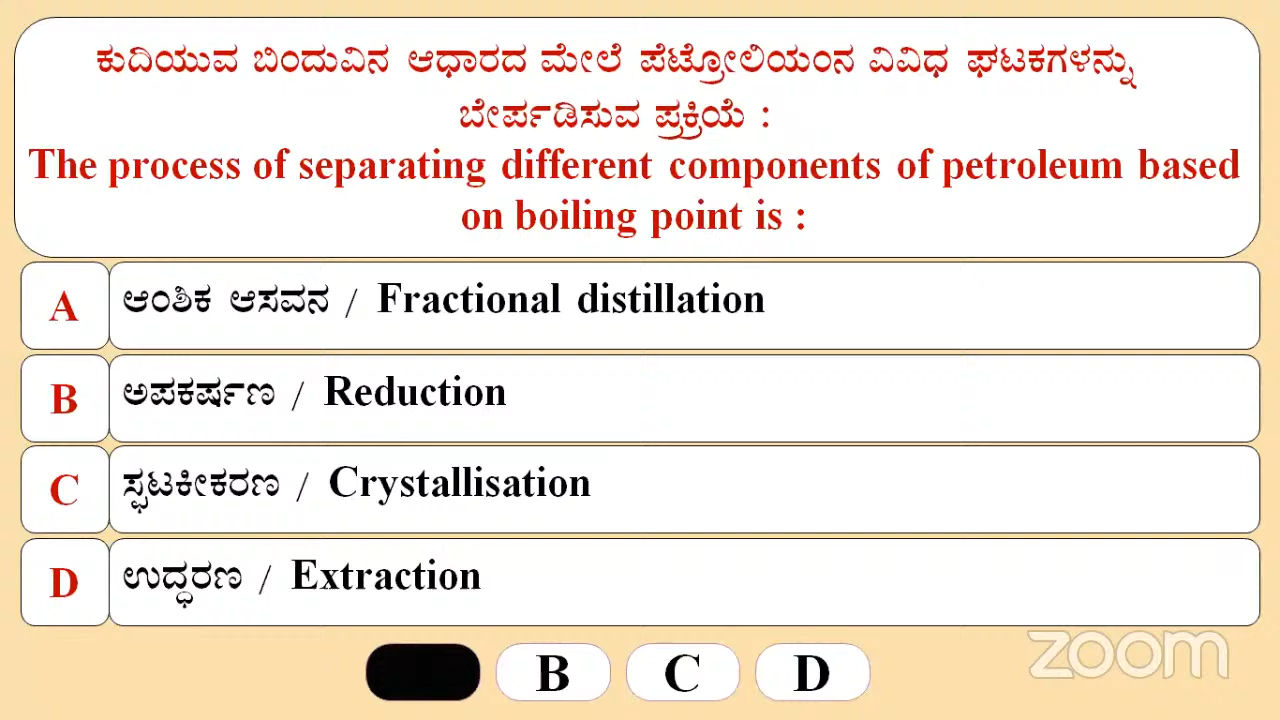 ಕುದಿಯುವ ಬಿಂದುವಿನ ಆಧಾರದ ಮೇಲೆ ಪೆಟ್ರೋಲಿಯಂನ ವಿವಿಧ ಘಟಕಗಳನ್ನು
ಬೇರ್ಪಡಿಸುವ ಪ್ರಕ್ರಿಯೆ :
The process of separating different components of petroleum based
on boiling point is :
A ಆಂಶಿಕ ಆಸವನ / Fractional distillation
B ಅಪಕರ್ಷಣ / Reduction
C ಸ್ಫಟಕೀಕರಣ / Crystallisation
D ಉದ್ಧರಣ / Extraction
B C D
zoom